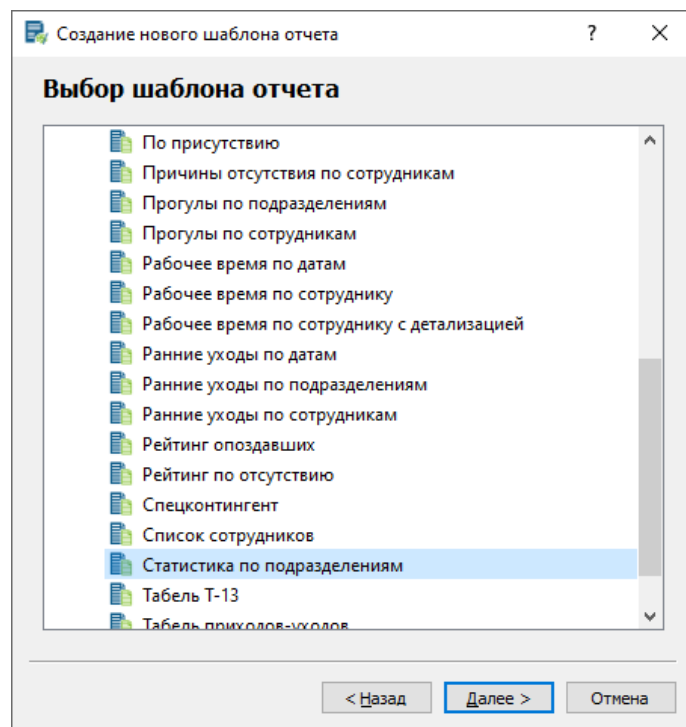 Создание нового шаблона отчета
?
Выбор шаблона отчета
По присутствию
Причины отсутствия по сотрудникам
Прогулы по подразделениям
Прогулы по сотрудникам
Рабочее время по датам
Рабочее время по сотруднику
Рабочее время по сотруднику с детализацией
Ранние уходы по датам
Ранние уходы по подразделениям
Ранние уходы по сотрудникам
Рейтинг опоздавших
Рейтинг по отсутствию
Спецконтингент
Список сотрудников
Статистика по подразделениям
Табель Т-13
Табель приходов-уходов
< Назад Далее > Отмена